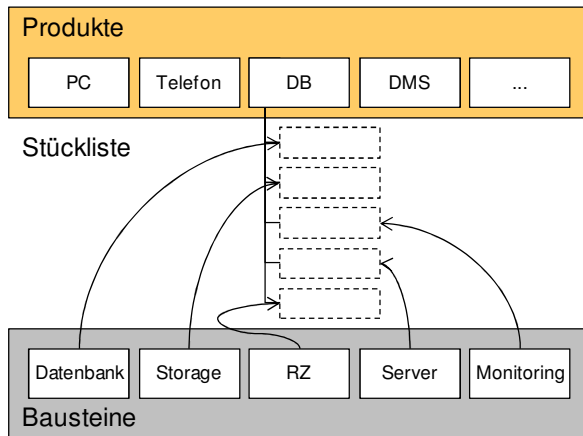 Produkte
PC Telefon DB DMS ...
Stückliste
Datenbank Storage RZ Server Monitoring
Bausteine